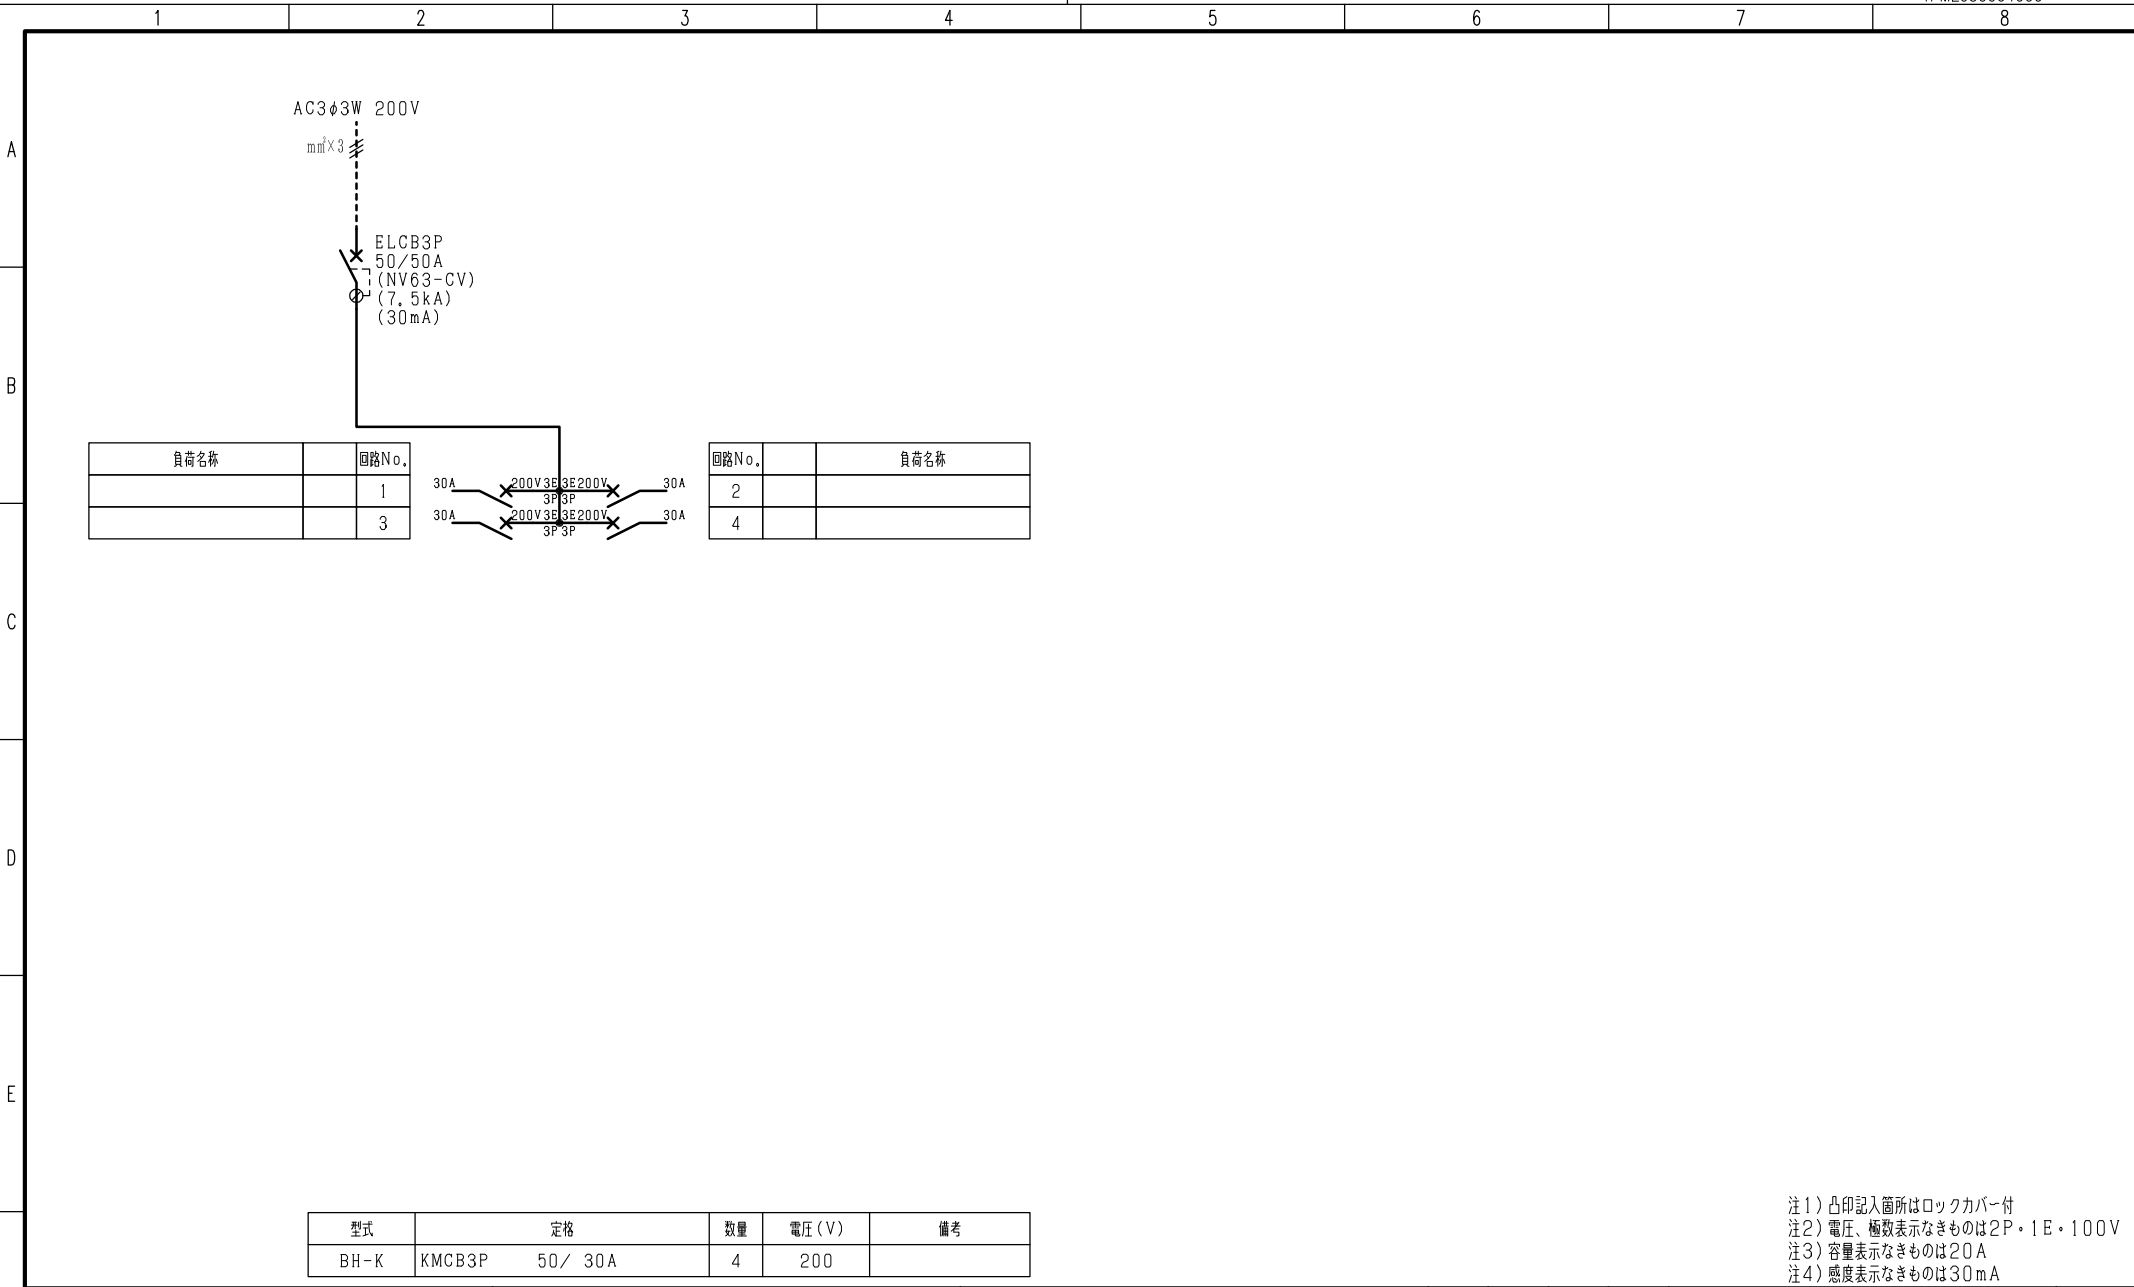 1 2 3 4 5 6 7 8
A
B
C
D
E
AC3φ3W 200V
mm²×3
ELCB3P
50/50A
(NV63-CV)
(7.5kA)
(30mA)
負荷名称 回路No.
1
3
30A 200V 3E 3E 200V 30A
3P 3P
30A 200V 3E 3E 200V 30A
3P 3P
回路No. 負荷名称
2
4
型式 定格 数量 電圧(V) 備考
BH-K KMCB3P 50/ 30A 4 200
注1)凸印記入箇所はロックカバー付
注2)電圧、極数表示なきものは2P・1E・100V
注3)容量表示なきものは20A
注4)感度表示なきものは30mA